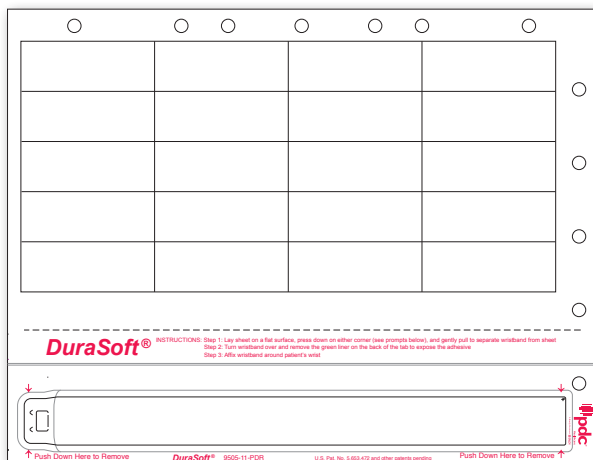 DuraSoft®
INSTRUCTIONS: Step 1: Lay sheet on a flat surface, press down on either corner (see prompts below), and gently pull to separate wristband from sheet
Step 2: Turn wristband over and remove the green liner on the back of the tab to expose the adhesive
Step 3: Affix wristband around patient's wrist
pdc
Push Down Here to Remove
DuraSoft® 9505-11-PDR
U.S. Pat. No. 5,653,472 and other patents pending
Push Down Here to Remove